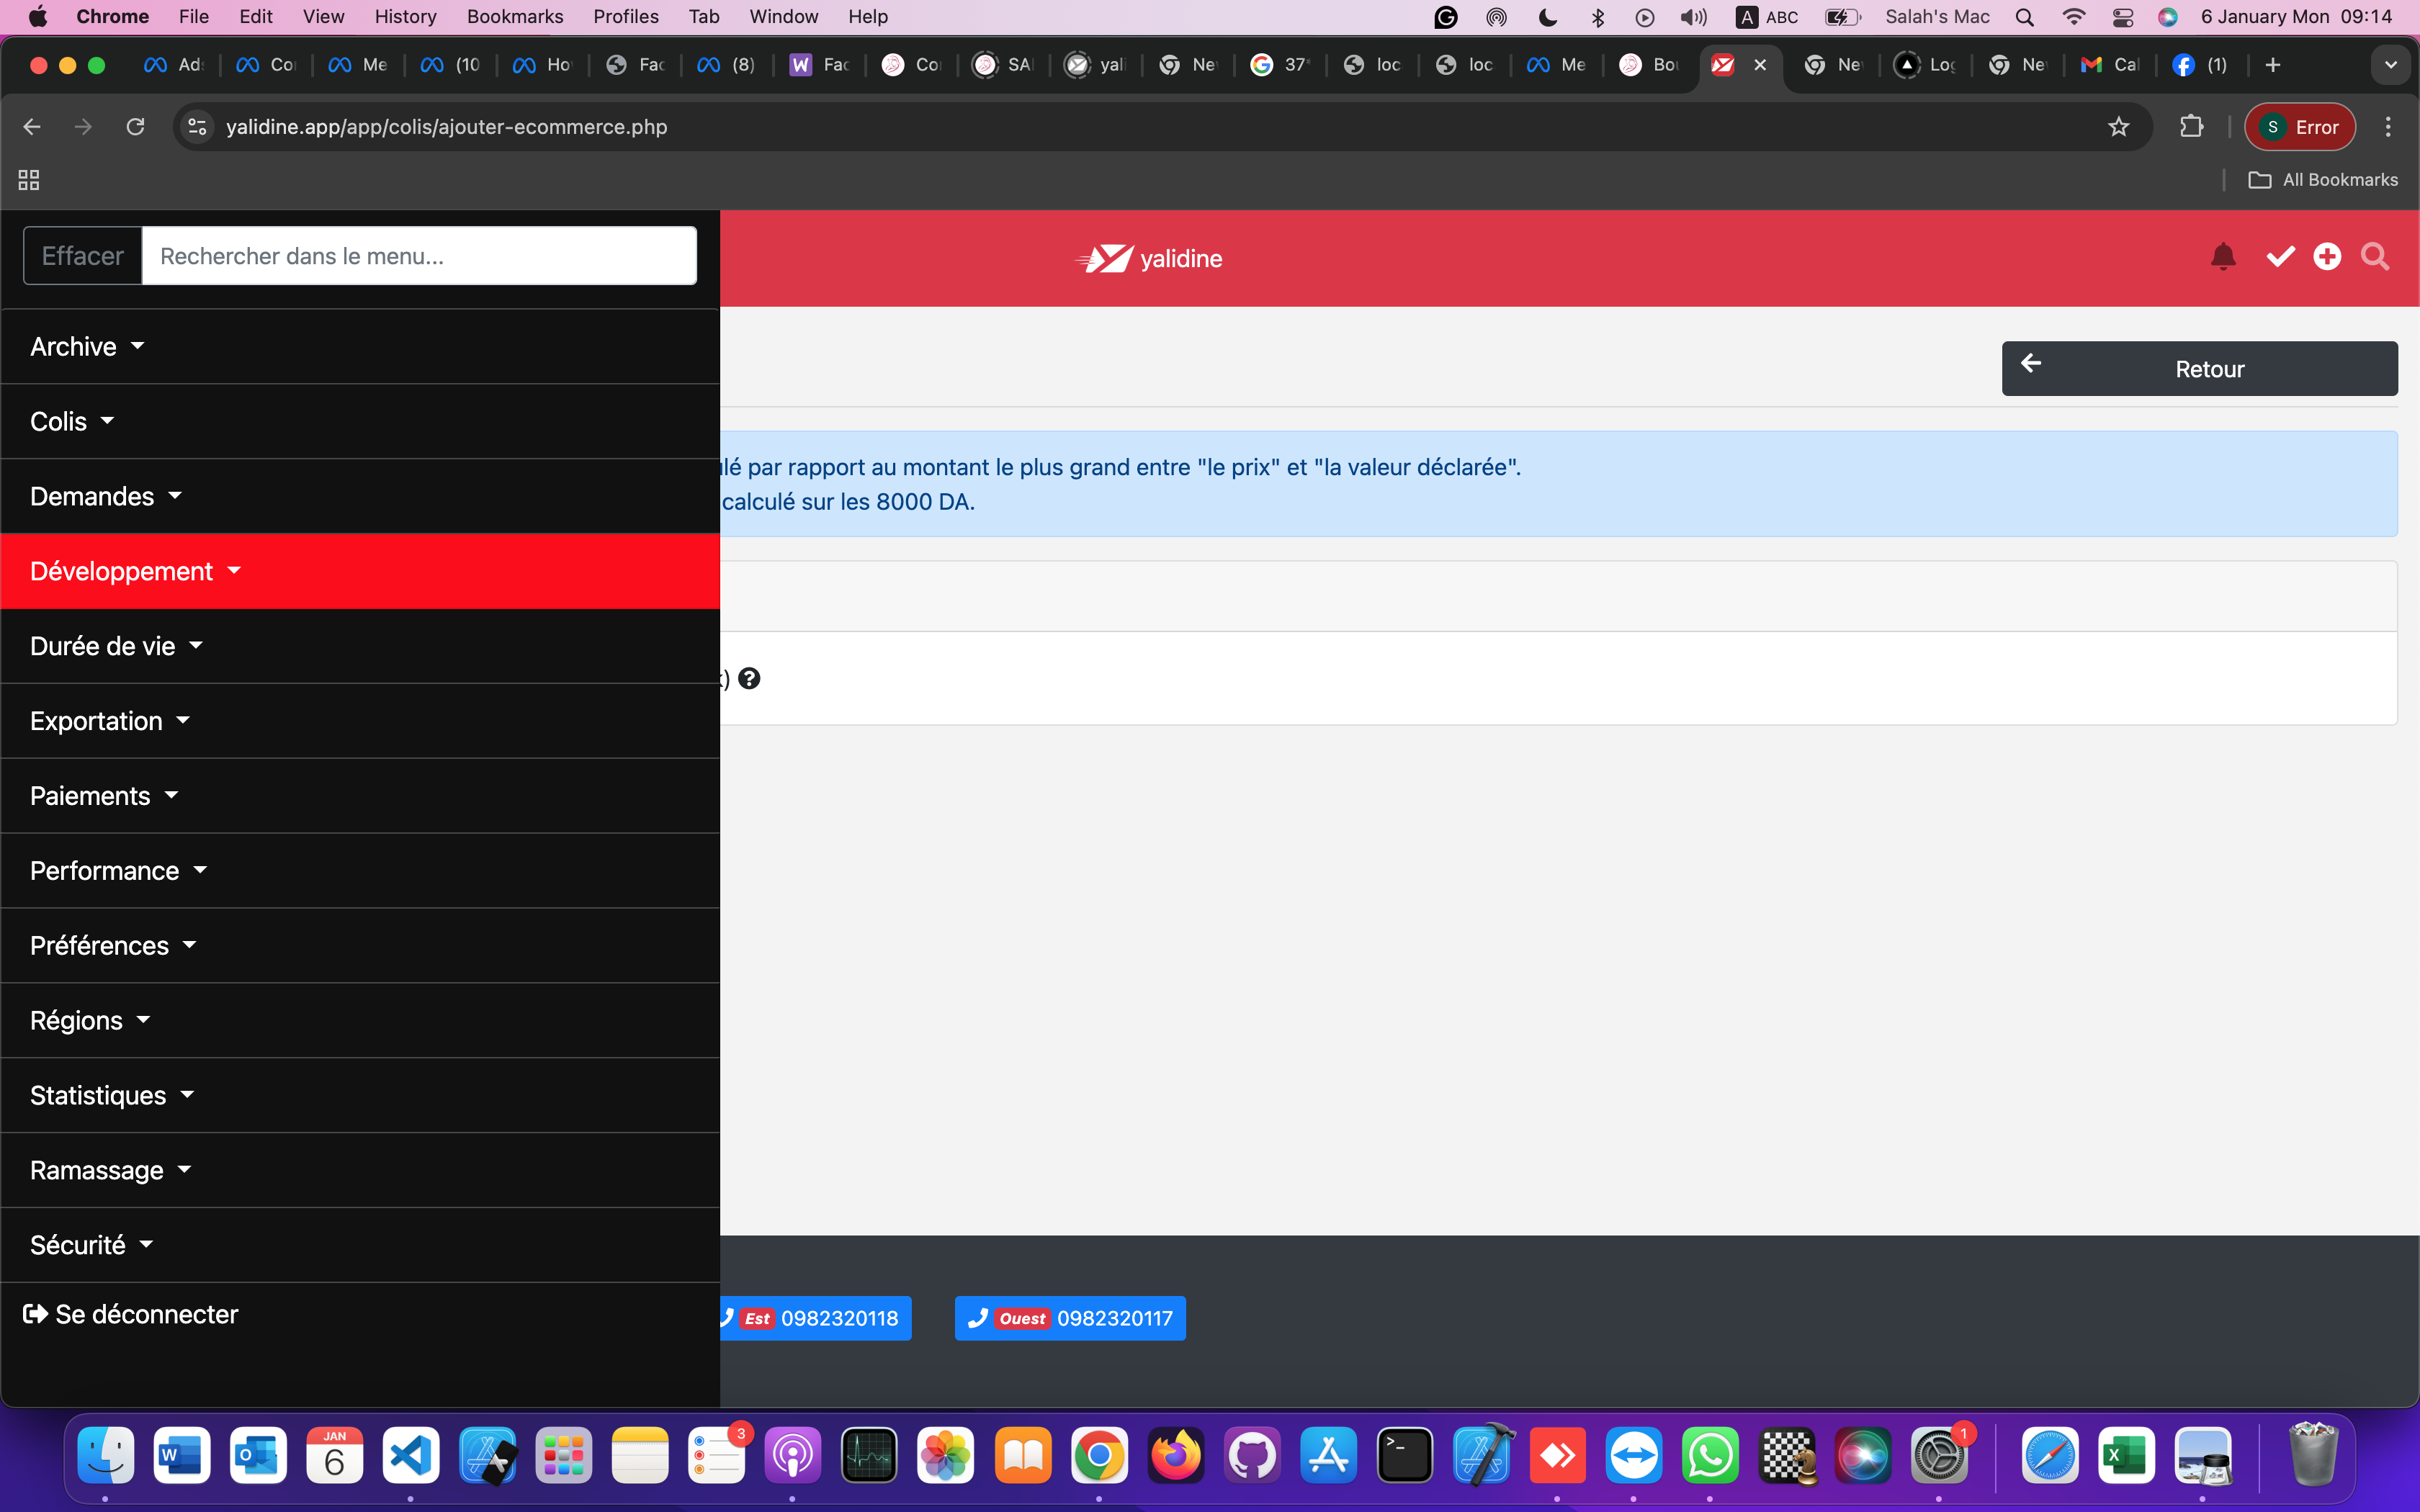 Chrome File Edit View History Bookmarks Profiles Tab Window Help
A ABC Salah's Mac 6 January Mon 09:14
Ad Co Me (10 Ho Fac (8) W Fac Co SA yali Ne 37° loc loc Me Bou Ne Log Ne Cal (1)
yalidine.app/app/colis/ajouter-ecommerce.php
S Error
All Bookmarks
Effacer Rechercher dans le menu...
yalidine
Archive
Retour
Colis
lé par rapport au montant le plus grand entre "le prix" et "la valeur déclarée".
Demandes
calculé sur les 8000 DA.
Développement
Durée de vie
) ?
Exportation
Paiements
Performance
Préférences
Régions
Statistiques
Ramassage
Sécurité
Se déconnecter
Est 0982320118
Ouest 0982320117
W O JAN 6 3 >_ 1 X